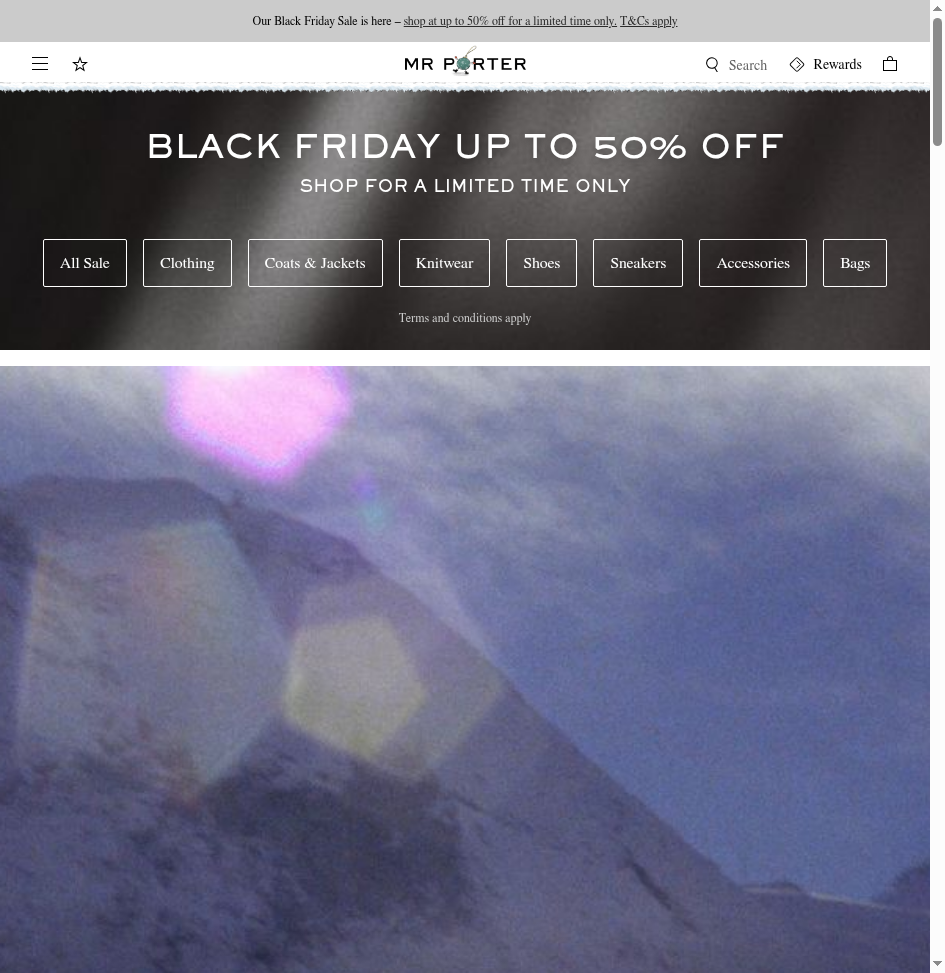 Our Black Friday Sale is here – shop at up to 50% off for a limited time only. T&Cs apply
MR PORTER
Search
Rewards
BLACK FRIDAY UP TO 50% OFF
SHOP FOR A LIMITED TIME ONLY
All Sale
Clothing
Coats & Jackets
Knitwear
Shoes
Sneakers
Accessories
Bags
Terms and conditions apply